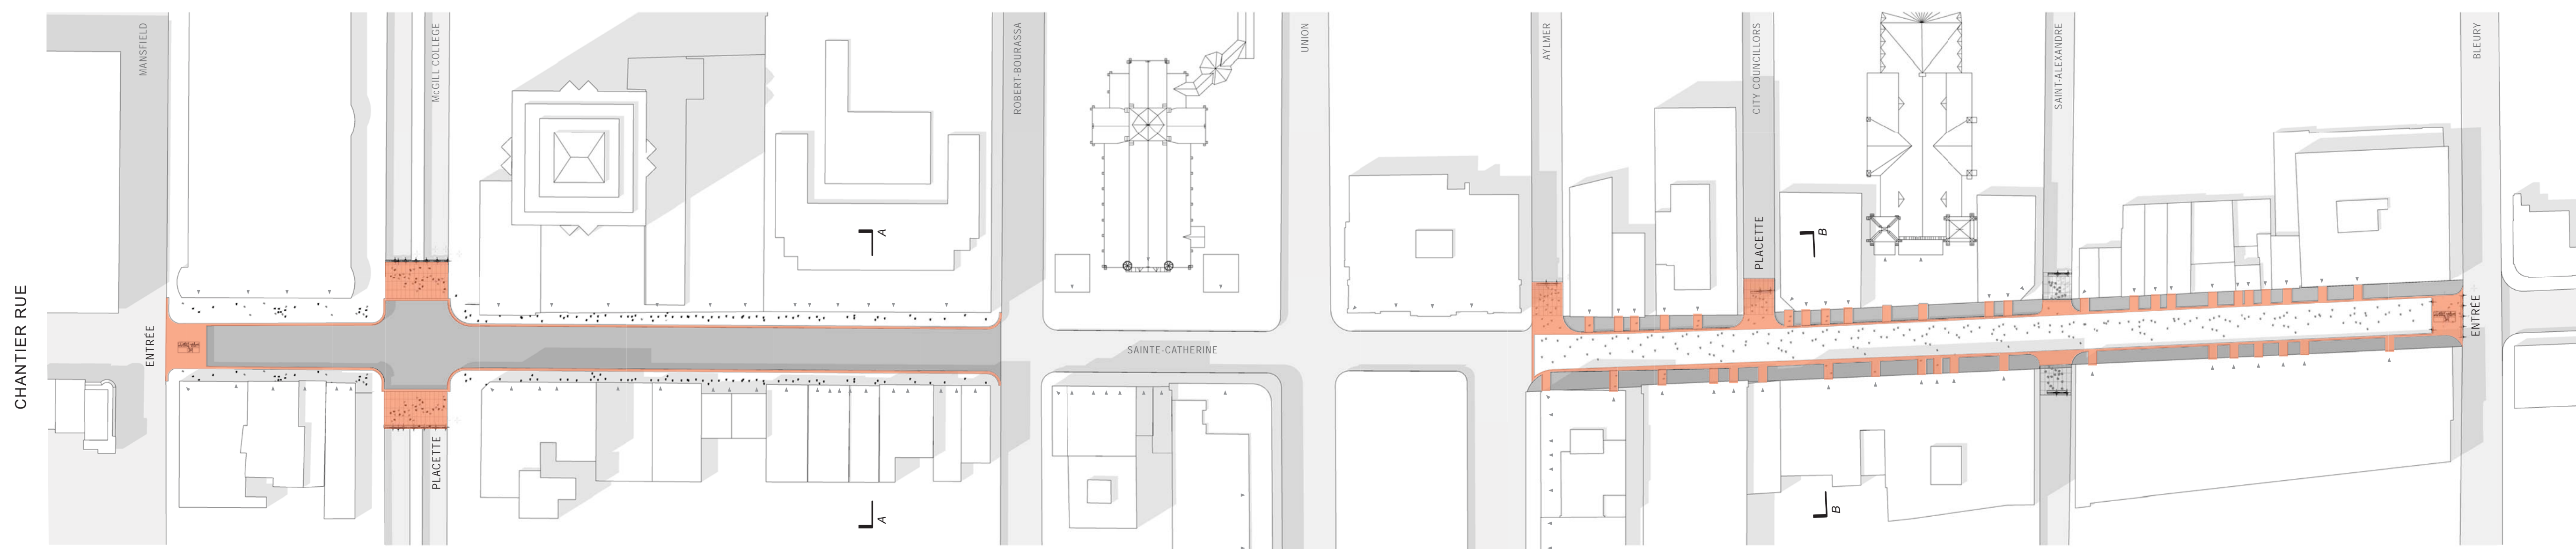 CHANTIER RUE
MANSFIELD
McGILL COLLEGE
ROBERT-BOURASSA
UNION
AYLMER
CITY COUNCILLORS
SAINT-ALEXANDRE
BLEURY
PLACETTE
A
B
ENTRÉE
SAINTE-CATHERINE
ENTRÉE
PLACETTE
A
B